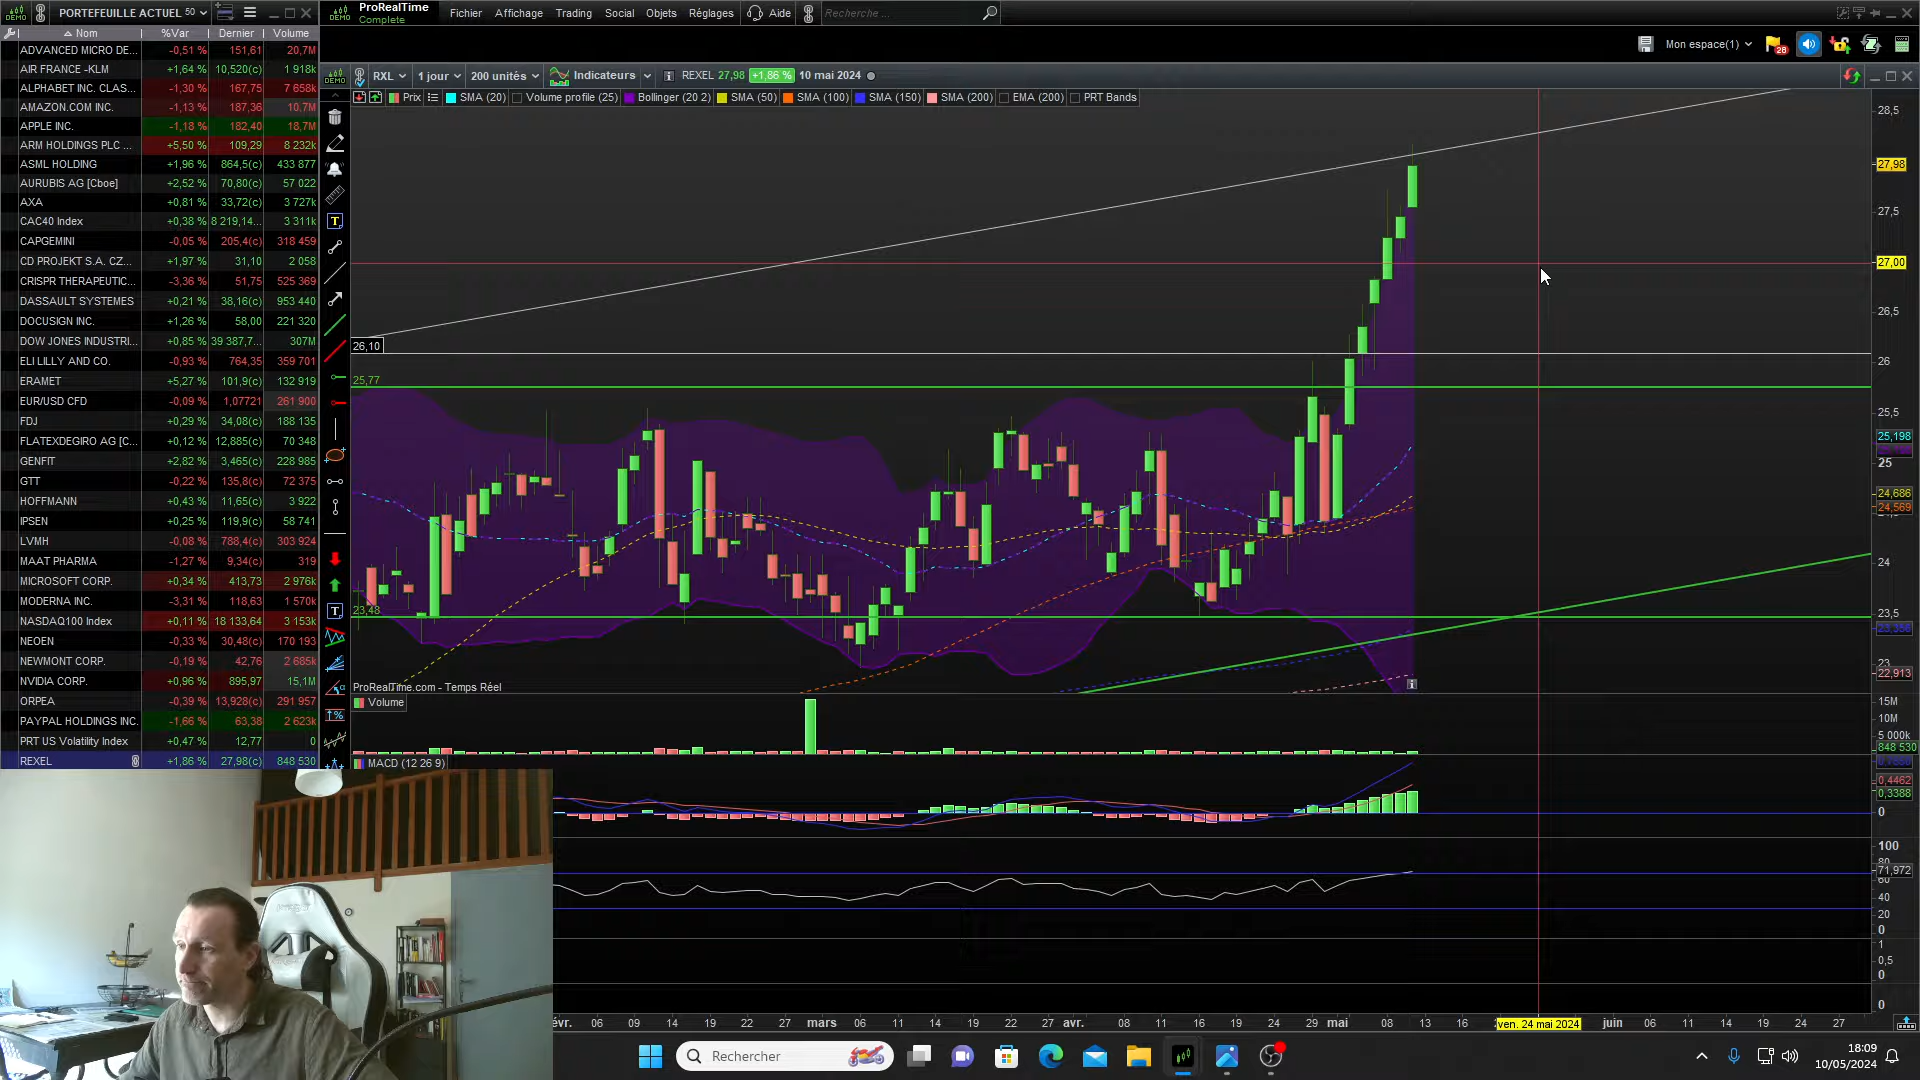 DEMO PORTEFEUILLE ACTUEL 50
Nom %Var Dernier Volume
ADVANCED MICRO DE... -0,51 % 151,61 20,7M
AIR FRANCE -KLM +1,64 % 10,520(c) 1 918k
ALPHABET INC. CLAS... -1,30 % 167,75 7 658k
AMAZON.COM INC. -1,13 % 187,36 10,7M
APPLE INC. -1,18 % 182,40 18,7M
ARM HOLDINGS PLC ... +5,50 % 109,29 8 232k
ASML HOLDING +1,96 % 864,5(c) 433 877
AURUBIS AG [Cboe] +2,52 % 70,80(c) 57 022
AXA +0,81 % 33,72(c) 3 727k
CAC40 Index +0,38 % 8 219,14... 3 311k
CAPGEMINI -0,05 % 205,4(c) 318 459
CD PROJEKT S.A. CZ... +1,97 % 31,10 2 058
CRISPR THERAPEUTIC... -3,36 % 51,75 525 369
DASSAULT SYSTEMES +0,21 % 38,16(c) 953 440
DOCUSIGN INC. +1,26 % 58,00 221 320
DOW JONES INDUSTRI... +0,85 % 39 387,7... 307M
ELI LILLY AND CO. -0,93 % 764,35 359 701
ERAMET +5,27 % 101,9(c) 132 919
EUR/USD CFD -0,09 % 1,07721 261 900
FDJ +0,29 % 34,08(c) 188 135
FLATEXDEGIRO AG [C... +0,12 % 12,885(c) 70 348
GENFIT +2,82 % 3,465(c) 228 985
GTT -0,22 % 135,8(c) 72 375
HOFFMANN +0,43 % 11,65(c) 3 922
IPSEN +0,25 % 119,9(c) 58 741
LVMH -0,08 % 788,4(c) 303 924
MAAT PHARMA -1,27 % 9,34(c) 319
MICROSOFT CORP. +0,34 % 413,73 2 976k
MODERNA INC. -3,31 % 118,63 1 570k
NASDAQ100 Index +0,11 % 18 133,64 3 153k
NEOEN -0,33 % 30,48(c) 170 193
NEWMONT CORP. -0,19 % 42,76 2 685k
NVIDIA CORP. +0,96 % 895,97 15,1M
ORPEA -0,39 % 13,928(c) 291 957
PAYPAL HOLDINGS INC. -1,66 % 63,38 2 623k
PRT US Volatility Index +0,47 % 12,77 0
REXEL +1,86 % 27,98(c) 848 530
DEMO ProRealTime Complete Fichier Affichage Trading Social Objets Réglages Aide Recherche ...
Mon espace(1) 28
DEMO RXL 1 jour 200 unités Indicateurs REXEL 27,98 +1,86 % 10 mai 2024
Prix SMA (20) Volume profile (25) Bollinger (20 2) SMA (50) SMA (100) SMA (150) SMA (200) EMA (200) PRT Bands
28,5
27,98
27,5
27,00
26,5
26,10
26
25,77
25,5
25,198
25
24,686
24,569
24
23,48
23,5
23
22,913
ProRealTime.com - Temps Réel
Volume
15M
10M
5 000k
848 530
MACD (12 26 9)
0,4462
0,3388
0
100
80
71,972
60
40
20
0
1
0,5
0
0
évr. 06 09 14 19 22 27 mars 06 11 14 19 22 27 avr. 08 11 16 19 24 29 mai 08 13 16 ven. 24 mai 2024 juin 06 11 14 19 24 27
Rechercher
18:09
10/05/2024